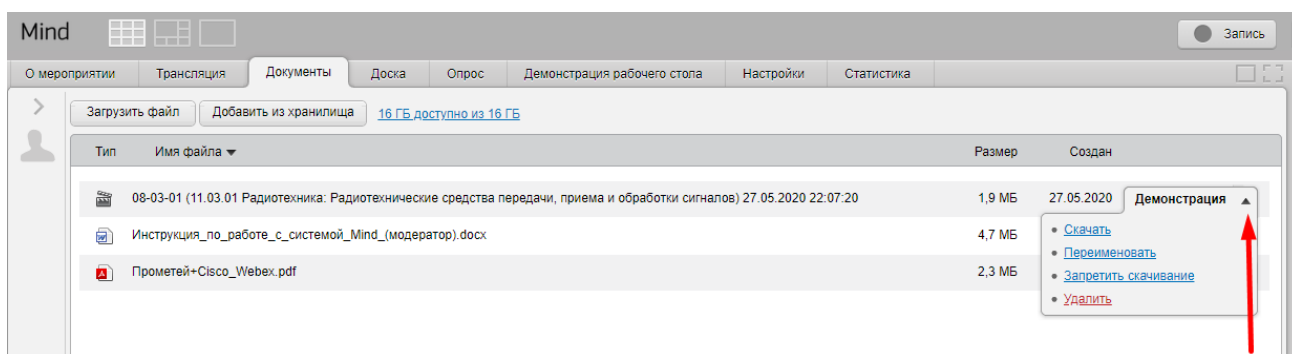 Mind
Запись
О мероприятии Трансляция Документы Доска Опрос Демонстрация рабочего стола Настройки Статистика
Загрузить файл Добавить из хранилища 16 ГБ доступно из 16 ГБ
Тип Имя файла Размер Создан
08-03-01 (11.03.01 Радиотехника: Радиотехнические средства передачи, приема и обработки сигналов) 27.05.2020 22:07:20 1,9 МБ 27.05.2020 Демонстрация
Инструкция_по_работе_с_системой_Mind_(модератор).docx 4,7 МБ
Прометей+Cisco_Webex.pdf 2,3 МБ
Скачать
Переименовать
Запретить скачивание
Удалить